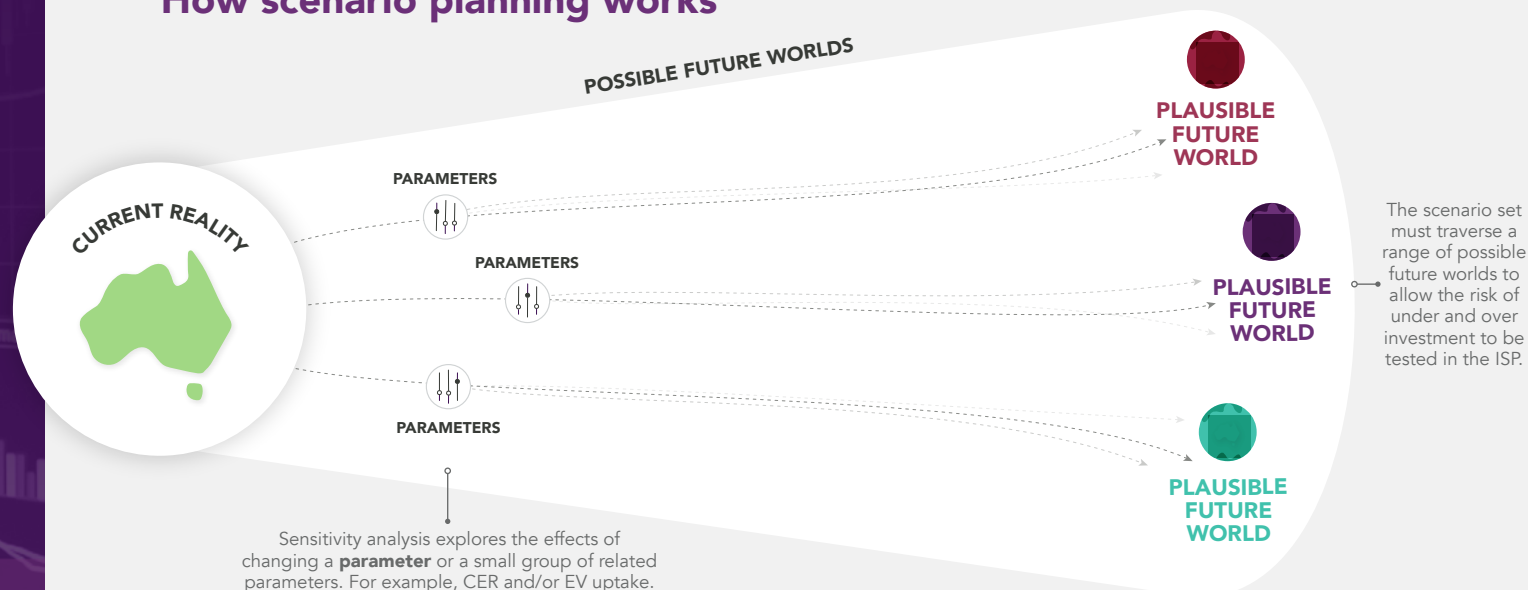 How scenario planning works
POSSIBLE FUTURE WORLDS
CURRENT REALITY
PARAMETERS
PARAMETERS
PARAMETERS
PLAUSIBLE
FUTURE
WORLD
PLAUSIBLE
FUTURE
WORLD
PLAUSIBLE
FUTURE
WORLD
The scenario set
must traverse a
range of possible
future worlds to
allow the risk of
under and over
investment to be
tested in the ISP.
Sensitivity analysis explores the effects of
changing a parameter or a small group of related
parameters. For example, CER and/or EV uptake.